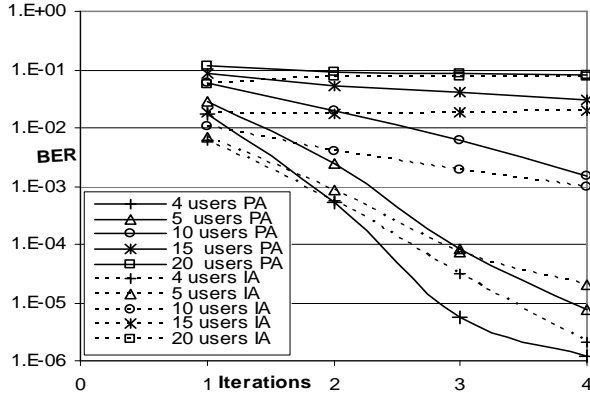 1.E+00
1.E-01
1.E-02
BER
1.E-03
1.E-04
1.E-05
1.E-06
4 users PA
5 users PA
10 users PA
15 users PA
20 users PA
4 users IA
5 users IA
10 users IA
15 users IA
20 users IA
0 1 Iterations 2 3 4